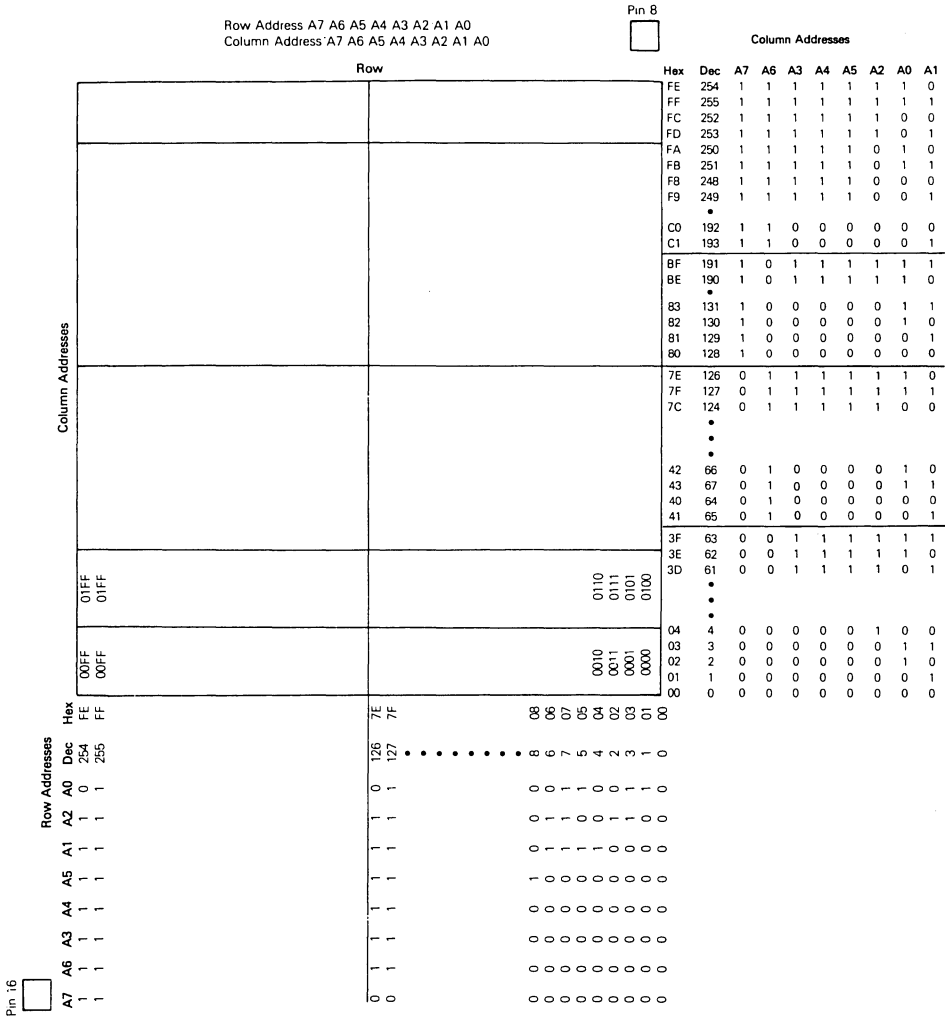 Pin 8
Row Address A7 A6 A5 A4 A3 A2 A1 A0
Column Address A7 A6 A5 A4 A3 A2 A1 A0
Column Addresses
Row
Hex Dec A7 A6 A3 A4 A5 A2 A0 A1
FE 254 1 1 1 1 1 1 1 0
FF 255 1 1 1 1 1 1 1 1
FC 252 1 1 1 1 1 1 0 0
FD 253 1 1 1 1 1 1 0 1
FA 250 1 1 1 1 1 0 1 0
FB 251 1 1 1 1 1 0 1 1
F8 248 1 1 1 1 1 0 0 0
F9 249 1 1 1 1 1 0 0 1
•
C0 192 1 1 0 0 0 0 0 0
C1 193 1 1 0 0 0 0 0 1
BF 191 1 0 1 1 1 1 1 1
BE 190 1 0 1 1 1 1 1 0
•
83 131 1 0 0 0 0 0 1 1
82 130 1 0 0 0 0 0 1 0
81 129 1 0 0 0 0 0 0 1
80 128 1 0 0 0 0 0 0 0
7E 126 0 1 1 1 1 1 1 0
7F 127 0 1 1 1 1 1 1 1
7C 124 0 1 1 1 1 1 0 0
•
•
•
42 66 0 1 0 0 0 0 1 0
43 67 0 1 0 0 0 0 1 1
40 64 0 1 0 0 0 0 0 0
41 65 0 1 0 0 0 0 0 1
3F 63 0 0 1 1 1 1 1 1
3E 62 0 0 1 1 1 1 1 0
3D 61 0 0 1 1 1 1 0 1
•
•
•
04 4 0 0 0 0 0 1 0 0
03 3 0 0 0 0 0 0 1 1
02 2 0 0 0 0 0 0 1 0
01 1 0 0 0 0 0 0 0 1
00 0 0 0 0 0 0 0 0 0
Column Addresses
01FF
01FF
0110
0111
0101
0100
00FF
00FF
0010
0011
0001
0000
Pin 16
Row Addresses
A7 A6 A3 A4 A5 A1 A2 A0 Dec Hex
1 1 1 1 1 1 1 0 254 FE
1 1 1 1 1 1 1 1 255 FF
0 1 1 1 1 1 1 0 126 7E
0 1 1 1 1 1 1 1 127 7F
• • • • • • • •
0 0 0 0 1 0 0 0 8 08
0 0 0 0 0 1 1 0 6 06
0 0 0 0 0 1 1 1 7 07
0 0 0 0 0 1 0 1 5 05
0 0 0 0 0 1 0 0 4 04
0 0 0 0 0 0 1 0 2 02
0 0 0 0 0 0 1 1 3 03
0 0 0 0 0 0 0 1 1 01
0 0 0 0 0 0 0 0 0 00